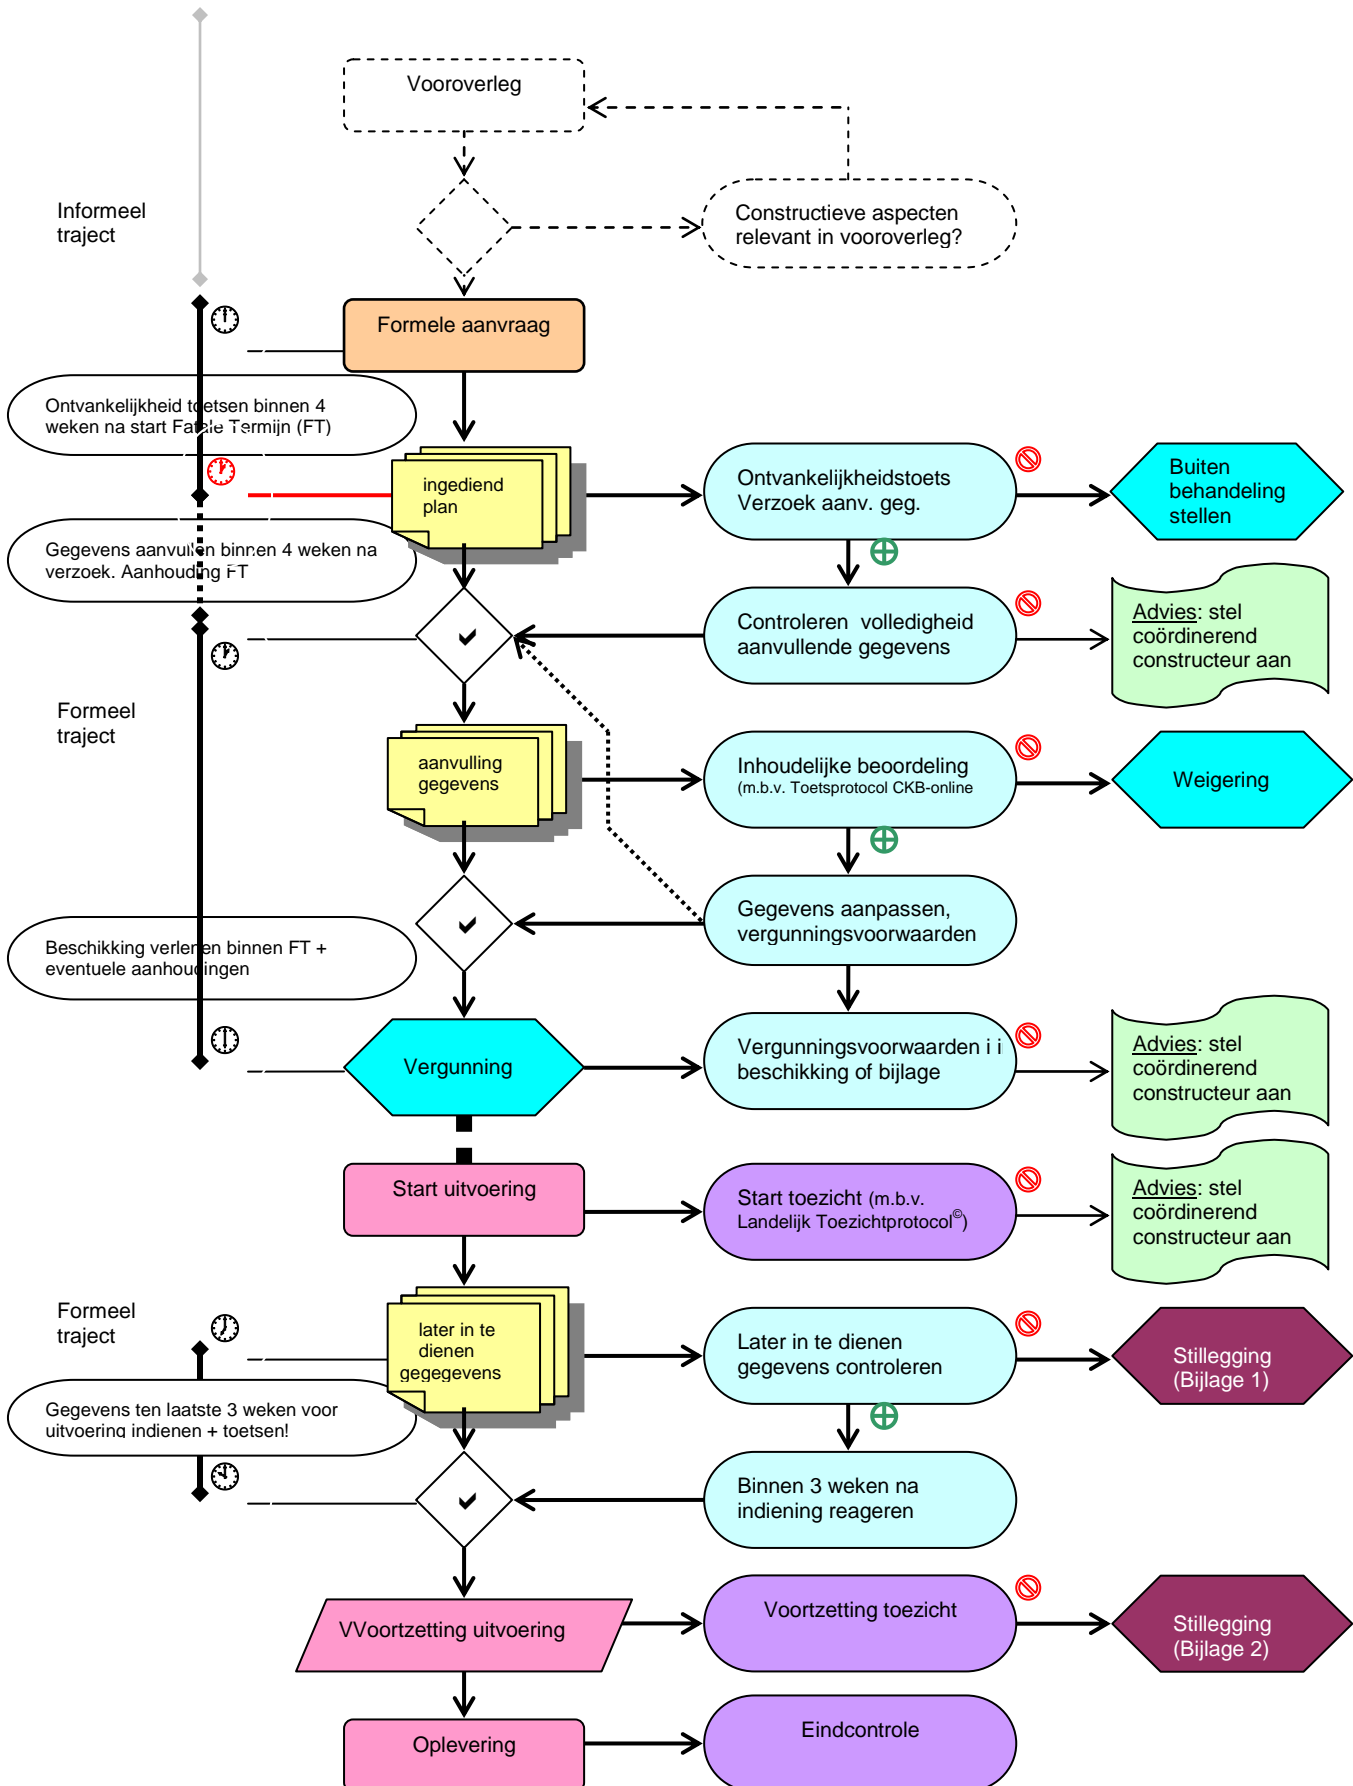 Vooroverleg
Informeel
traject
Constructieve aspecten
relevant in vooroverleg?
Formele aanvraag
Ontvankelijkheid toetsen binnen 4
weken na start Fatale Termijn (FT)
ingediend
plan
Ontvankelijkheidstoets
Verzoek aanv. geg.
Buiten
behandeling
stellen
Gegevens aanvullen binnen 4 weken na
verzoek. Aanhouding FT
Controleren  volledigheid
aanvullende gegevens
Advies: stel
coördinerend
constructeur aan
Formeel
traject
aanvulling
gegevens
Inhoudelijke beoordeling
(m.b.v. Toetsprotocol CKB-online
Weigering
Gegevens aanpassen,
vergunningsvoorwaarden
Beschikking verlenen binnen FT +
eventuele aanhoudingen
Vergunning
Vergunningsvoorwaarden i i
beschikking of bijlage
Advies: stel
coördinerend
constructeur aan
Start uitvoering
Start toezicht (m.b.v.
Landelijk Toezichtprotocol©)
Advies: stel
coördinerend
constructeur aan
Formeel
traject
later in te
dienen
gegegevens
Later in te dienen
gegevens controleren
Stillegging
(Bijlage 1)
Gegevens ten laatste 3 weken voor
uitvoering indienen + toetsen!
Binnen 3 weken na
indiening reageren
VVoortzetting uitvoering
Voortzetting toezicht
Stillegging
(Bijlage 2)
Oplevering
Eindcontrole